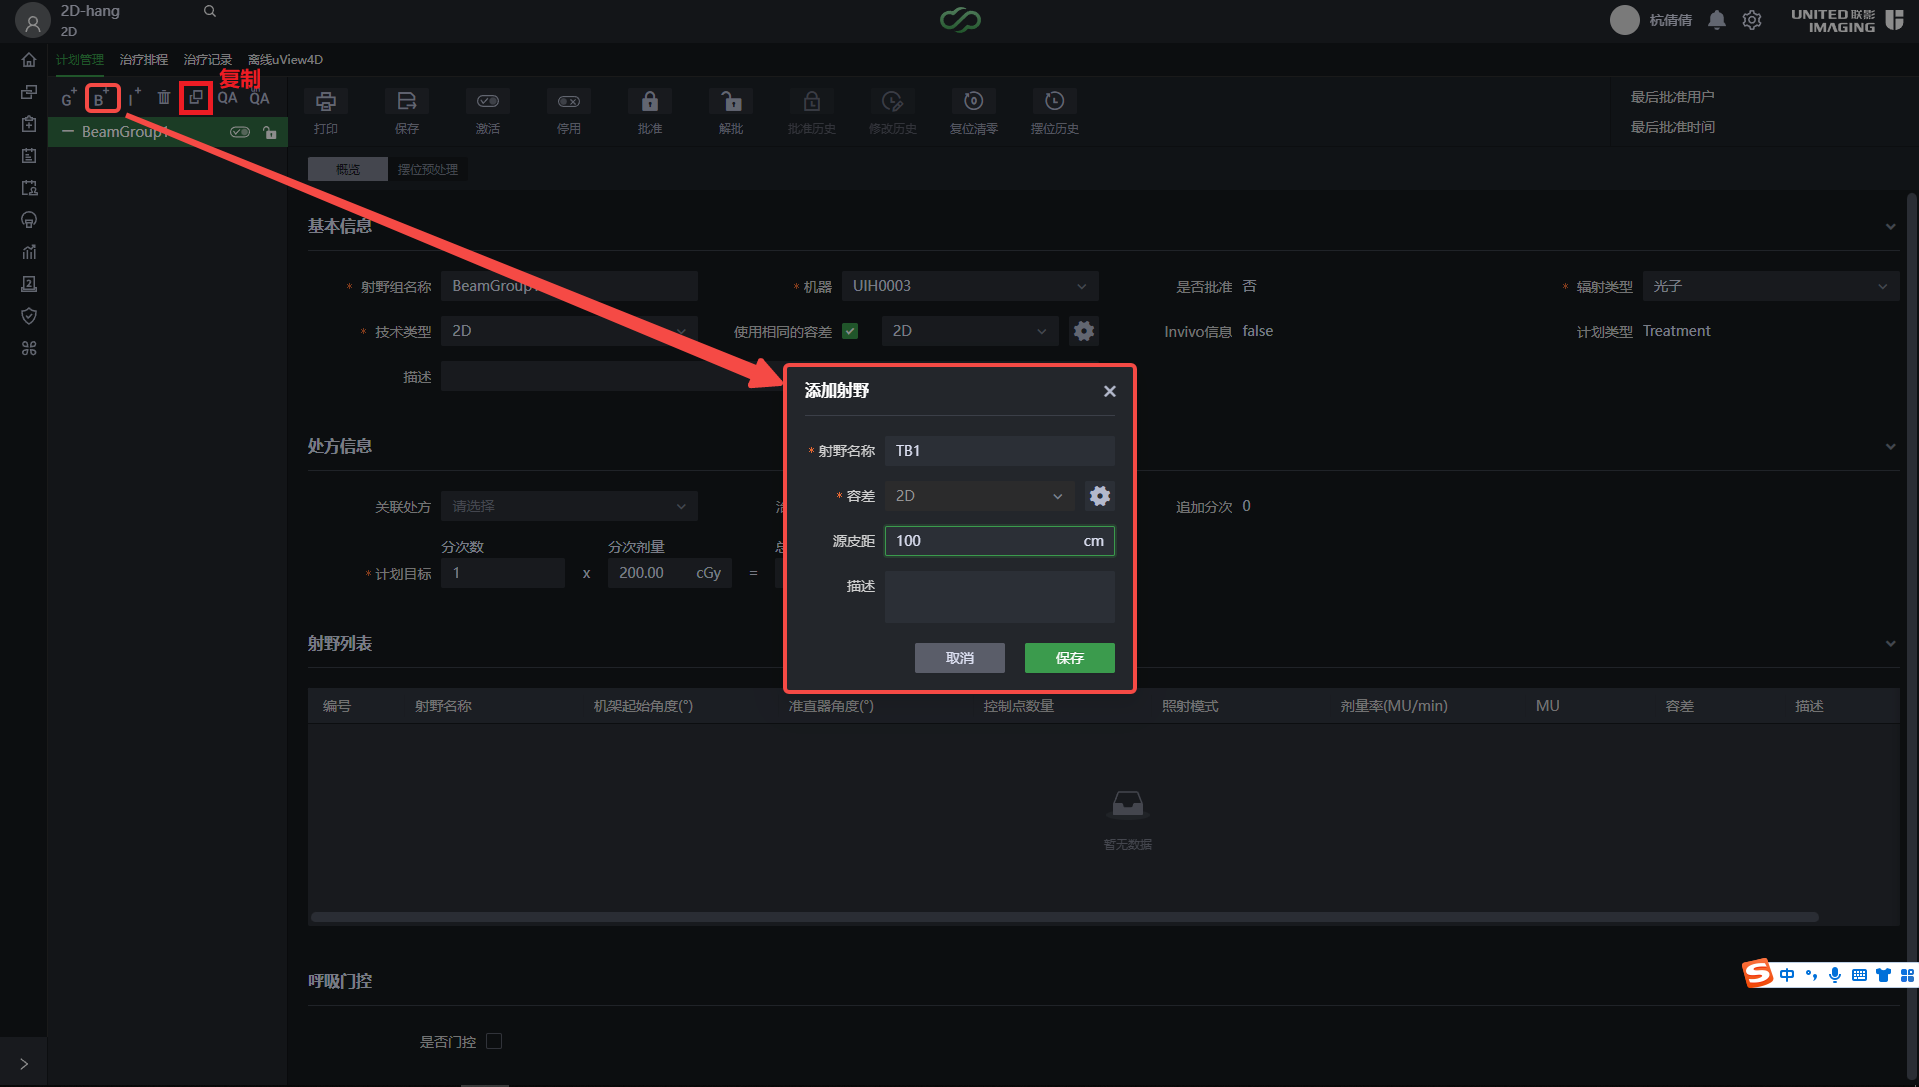 2D-hang
2D
杭倩倩
UNITED 联影
IMAGING
计划管理 治疗排程 治疗记录 离线uView4D
复制
G+ B+ I+ QA QA
BeamGroup1
打印 保存 激活 停用 批准 解批 批准历史 修改历史 复位清零 摆位历史
最后批准用户
最后批准时间
概览 摆位预处理
基本信息
* 射野组名称 BeamGroup1 * 机器 UIH0003 是否批准 否 * 辐射类型 光子
* 技术类型 2D 使用相同的容差 2D Invivo信息 false 计划类型 Treatment
描述
添加射野
* 射野名称 TB1
* 容差 2D
源皮距 100 cm
描述
取消 保存
处方信息
关联处方 请选择 追加分次 0
分次数 分次剂量
* 计划目标 1 x 200.00 cGy =
射野列表
编号 射野名称 机架起始角度(°) 准直器角度(°) 控制点数量 照射模式 剂量率(MU/min) MU 容差 描述
暂无数据
呼吸门控
是否门控
中